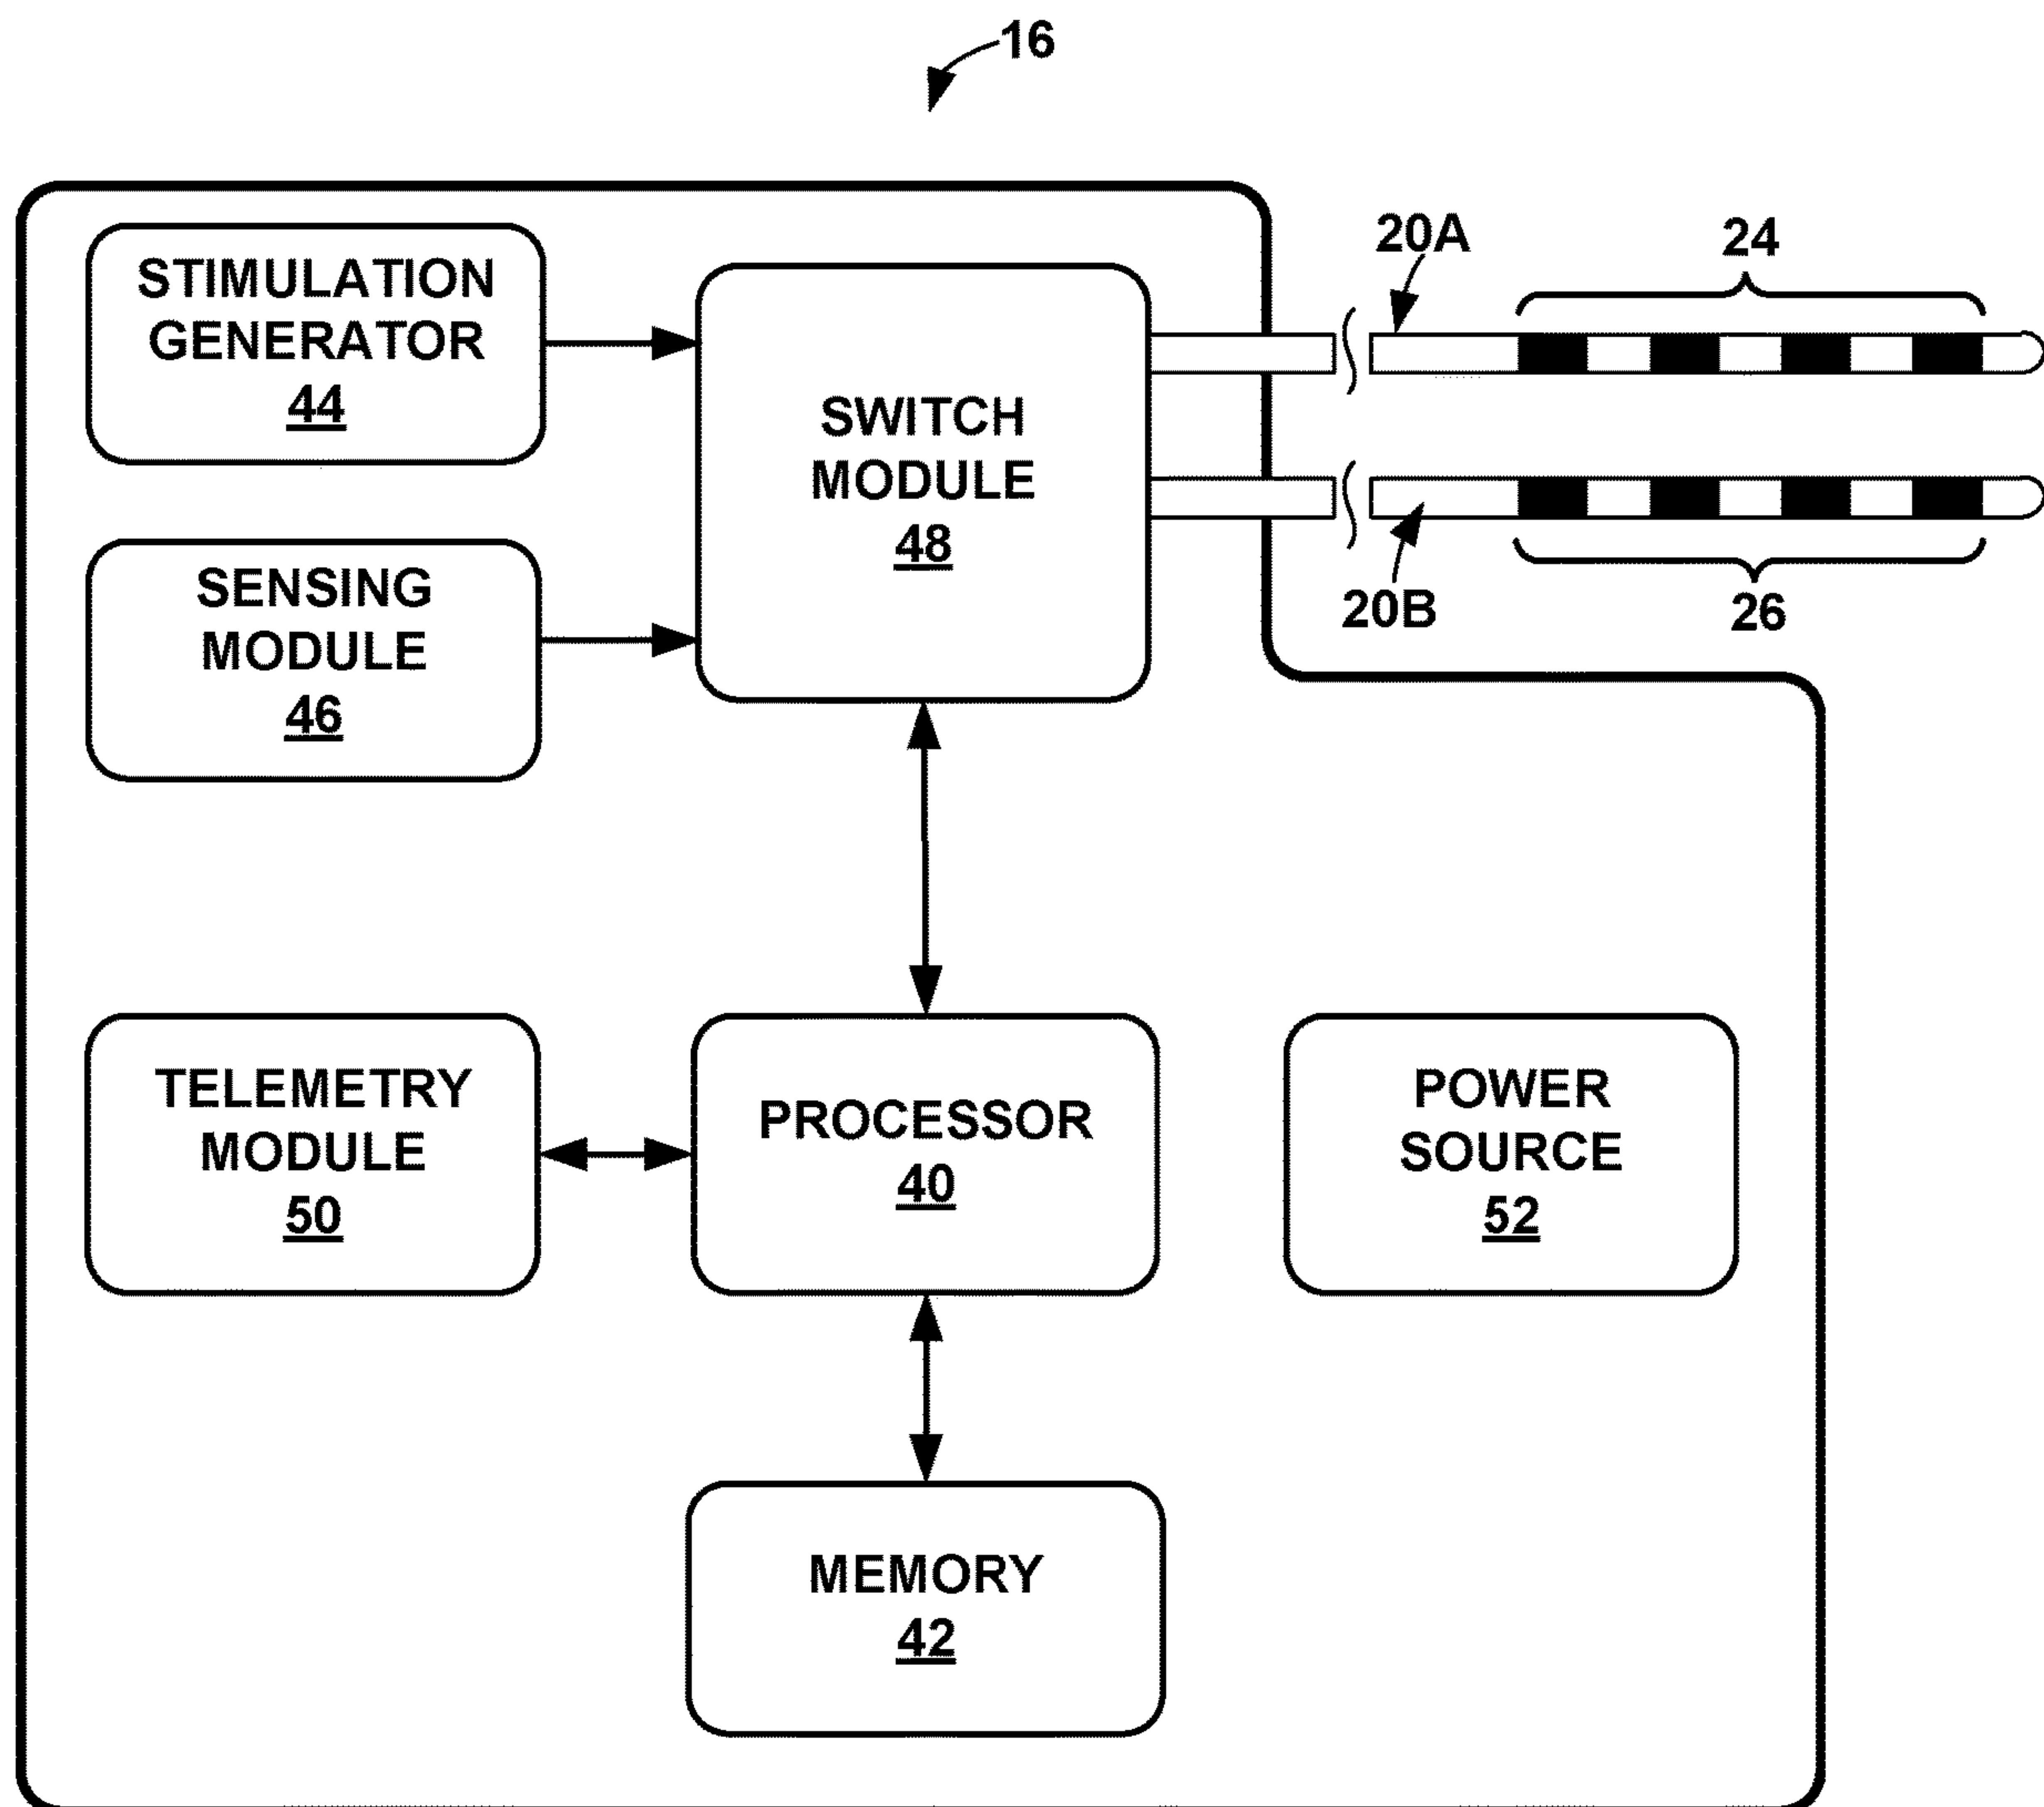 16
STIMULATION
GENERATOR
44
SENSING
MODULE
46
SWITCH
MODULE
48
20A
24
20B
26
TELEMETRY
MODULE
50
PROCESSOR
40
POWER
SOURCE
52
MEMORY
42